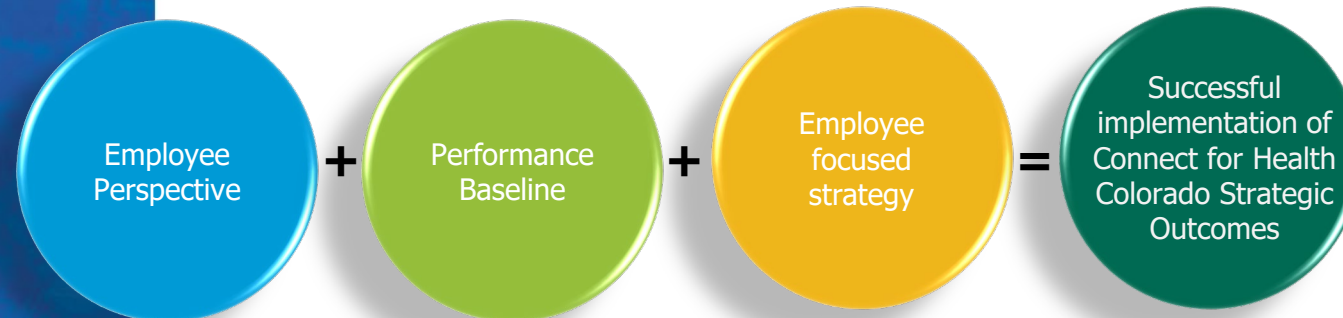 Employee
Perspective
+
Performance
Baseline
+
Employee
focused
strategy
=
Successful
implementation of
Connect for Health
Colorado Strategic
Outcomes